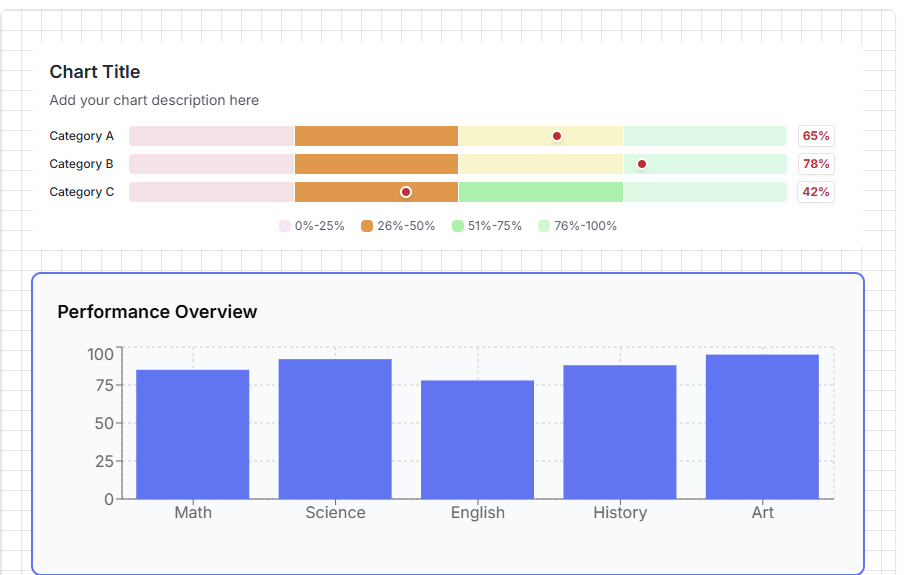 Chart Title
Add your chart description here
Category A 65%
Category B 78%
Category C 42%
0%-25% 26%-50% 51%-75% 76%-100%
Performance Overview
100
75
50
25
0
Math Science English History Art